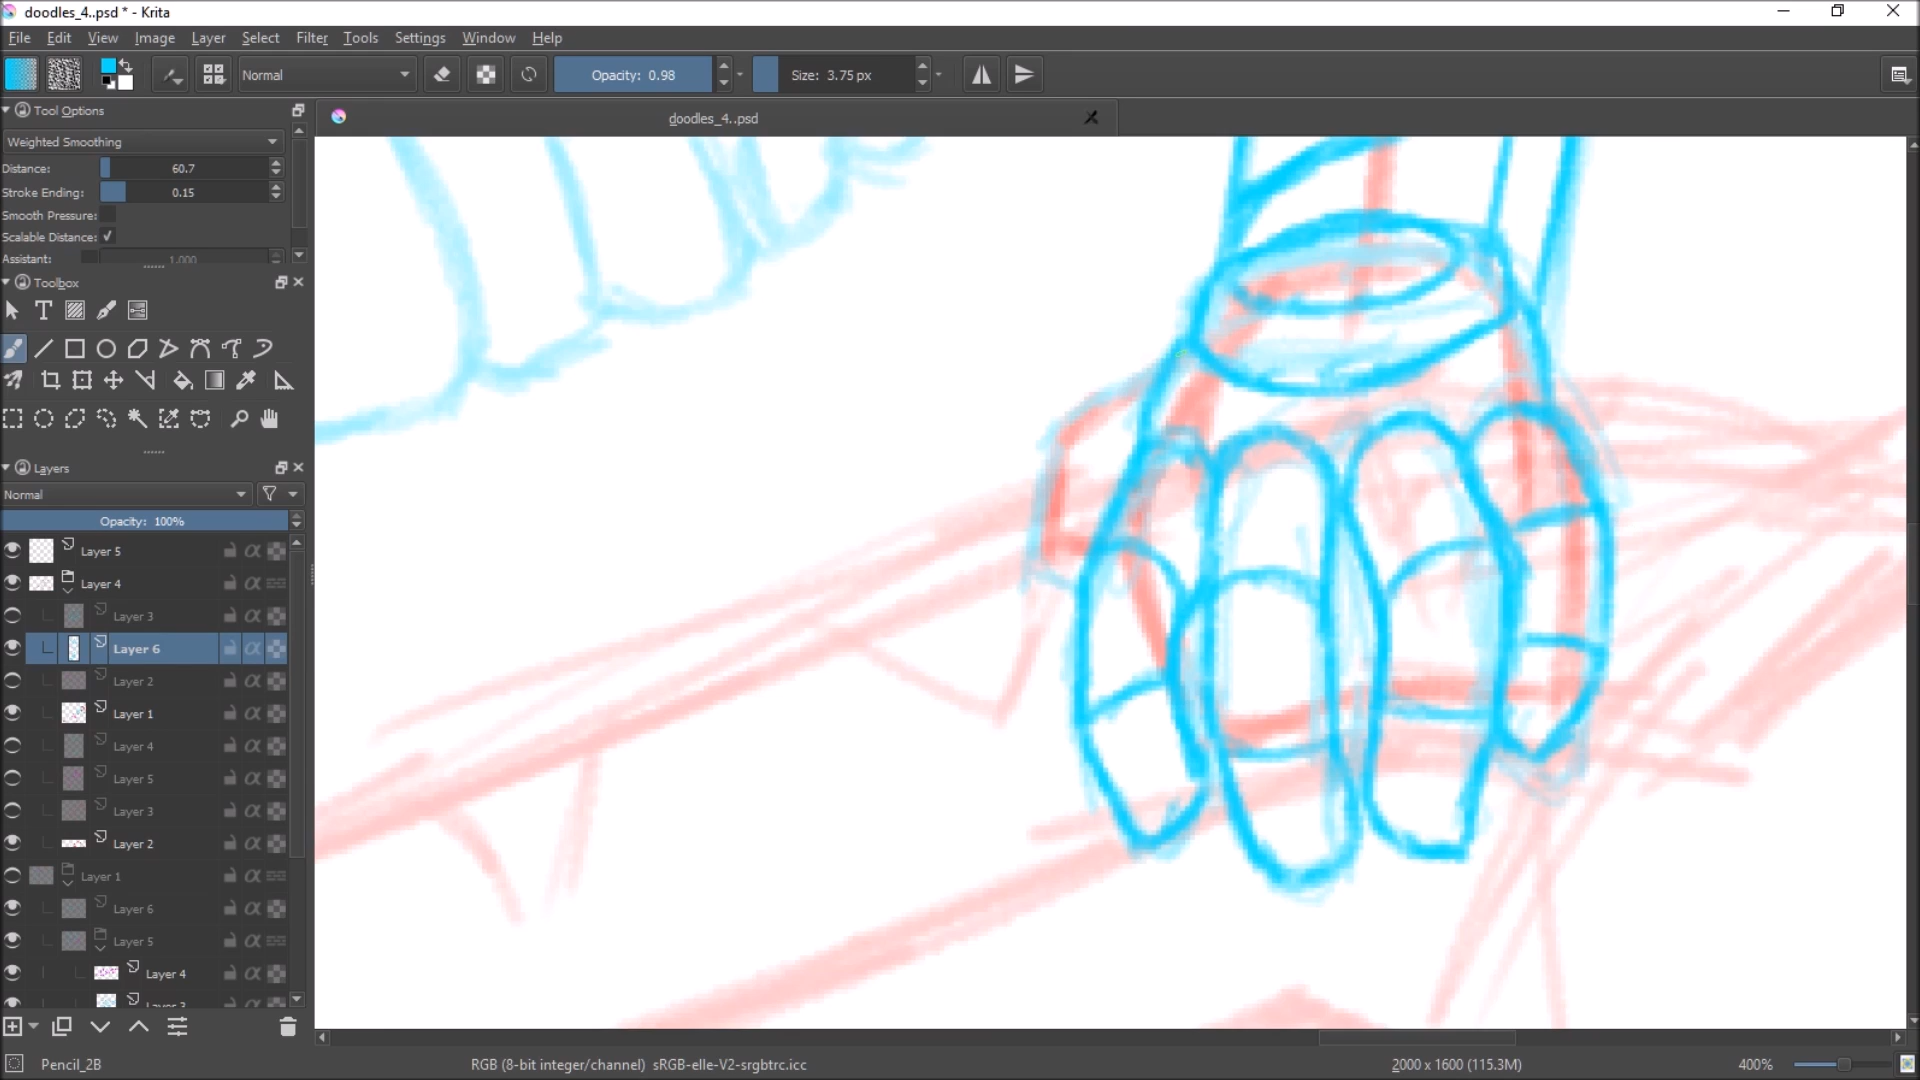 doodles_4..psd * - Krita
File Edit View Image Layer Select Filter Tools Settings Window Help
Normal Opacity: 0.98 Size: 3.75 px
Tool Options
doodles_4..psd
Weighted Smoothing
Distance: 60.7
Stroke Ending: 0.15
Smooth Pressure:
Scalable Distance:
Assistant: 1.000
Toolbox
Layers
Normal
Opacity: 100%
Layer 5
Layer 4
Layer 3
Layer 6
Layer 2
Layer 1
Layer 4
Layer 5
Layer 3
Layer 2
Layer 1
Layer 6
Layer 5
Layer 4
Layer 3
Pencil_2B RGB (8-bit integer/channel) sRGB-elle-V2-srgbtrc.icc 2000 x 1600 (115.3M) 400%